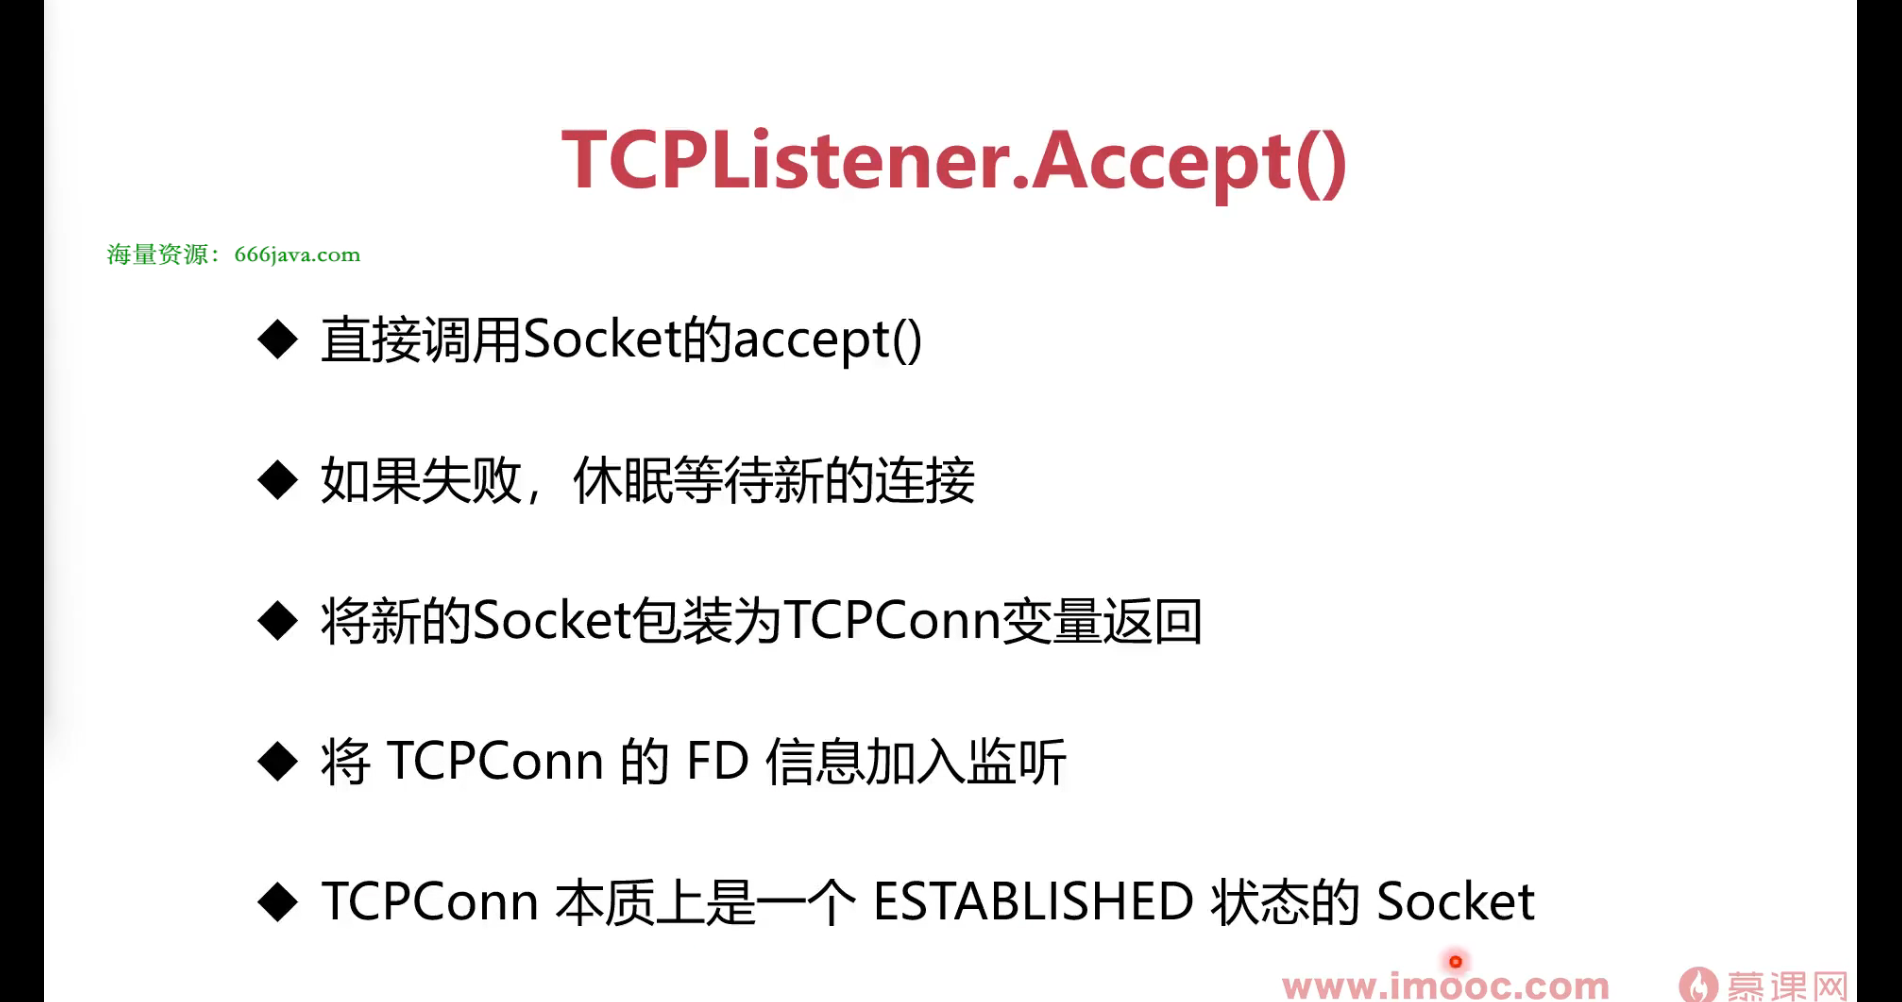 TCPListener.Accept()
海量资源：666java.com
◆ 直接调用Socket的accept()
◆ 如果失败，休眠等待新的连接
◆ 将新的Socket包装为TCPConn变量返回
◆ 将 TCPConn 的 FD 信息加入监听
◆ TCPConn 本质上是一个 ESTABLISHED 状态的 Socket
www.imooc.com 慕课网